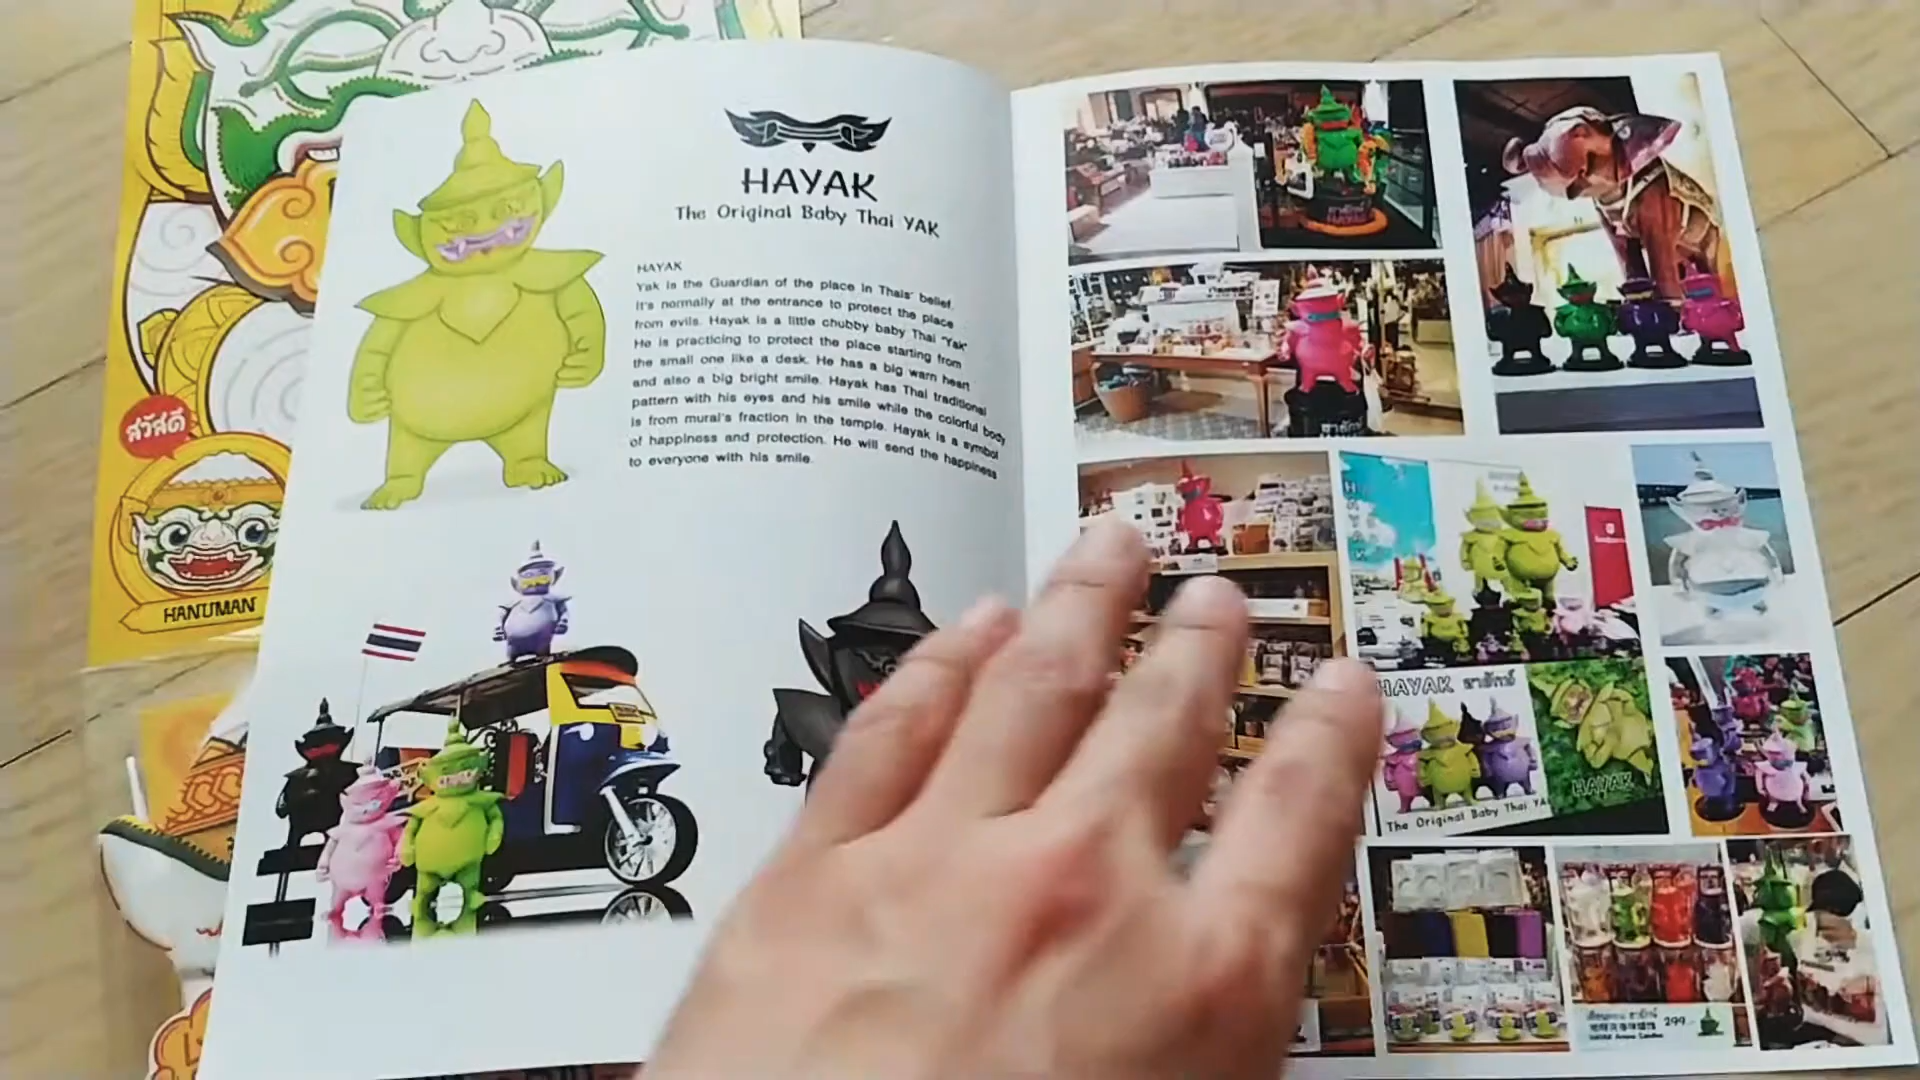 สวัสดี
HANUMAN
HAYAK
The Original Baby Thai YAK
HAYAK
Yak is the Guardian of the place in Thais' belief.
It's normally at the entrance to protect the place
from evils. Hayak is a little chubby baby Thai "Yak"
He is practicing to protect the place starting from
the small one like a desk. He has a big warn heart
and also a big bright smile. Hayak has Thai traditional
pattern with his eyes and his smile while the colorful body
is from mural's fraction in the temple. Hayak is a symbol
of happiness and protection. He will send the happiness
to everyone with his smile.
HAYAK ฮายักษ์
The Original Baby Thai YA
HAYAK
299